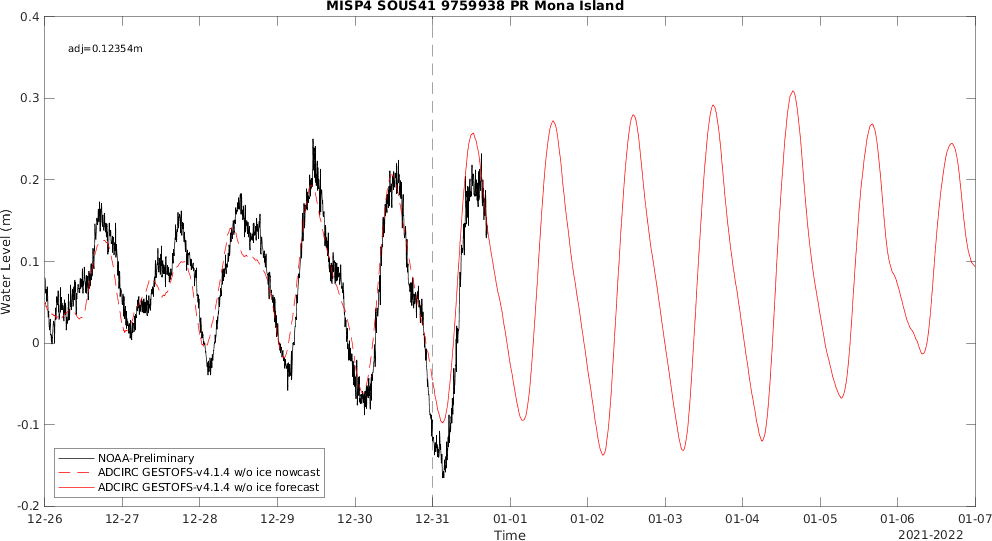 MISP4 SOUS41 9759938 PR Mona Island
0.4
adj=0.12354m
0.3
0.2
0.1
0
-0.1
-0.2
Water Level (m)
NOAA-Preliminary
ADCIRC GESTOFS-v4.1.4 w/o ice nowcast
ADCIRC GESTOFS-v4.1.4 w/o ice forecast
12-26 12-27 12-28 12-29 12-30 12-31 01-01 01-02 01-03 01-04 01-05 01-06 01-07
Time
2021-2022